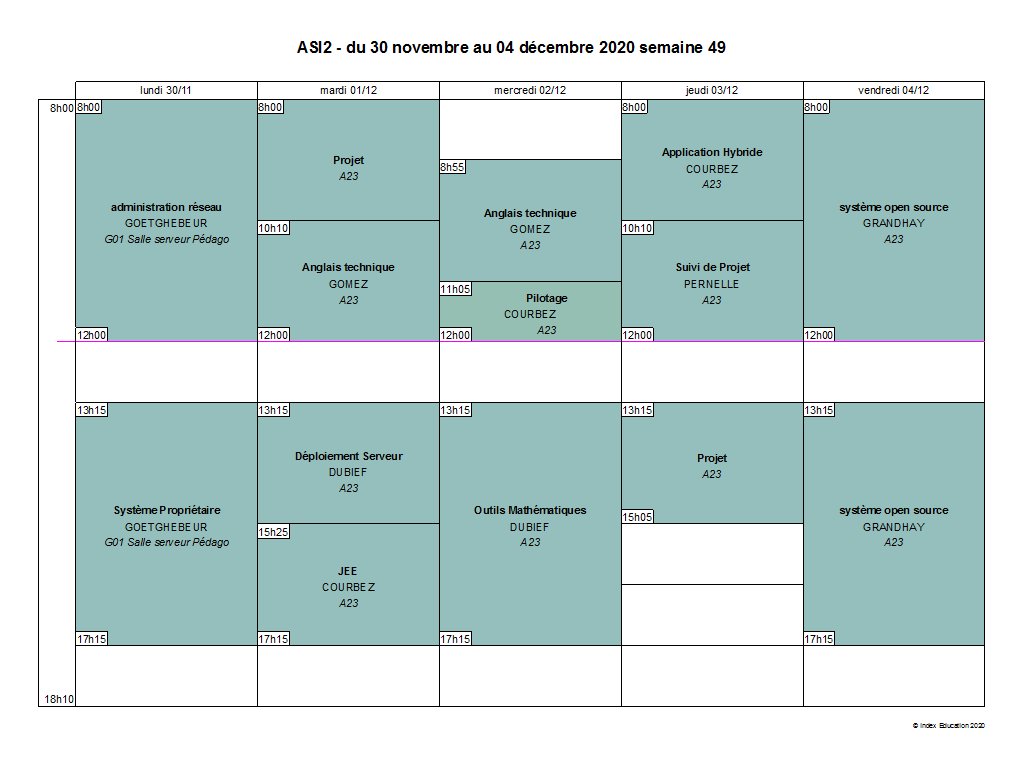 ASI2 - du 30 novembre au 04 décembre 2020 semaine 49
lundi 30/11
mardi 01/12
mercredi 02/12
jeudi 03/12
vendredi 04/12
8h00
8h00
administration réseau
GOETGHEBEUR
G01 Salle serveur Pédago
12h00
13h15
Système Propriétaire
GOETGHEBEUR
G01 Salle serveur Pédago
17h15
8h00
Projet
A23
10h10
Anglais technique
GOMEZ
A23
12h00
13h15
Déploiement Serveur
DUBIEF
A23
15h25
JEE
COURBEZ
A23
17h15
8h55
Anglais technique
GOMEZ
A23
11h05
Pilotage
COURBEZ
A23
12h00
13h15
Outils Mathématiques
DUBIEF
A23
17h15
8h00
Application Hybride
COURBEZ
A23
10h10
Suivi de Projet
PERNELLE
A23
12h00
13h15
Projet
A23
15h05
8h00
système open source
GRANDHAY
A23
12h00
13h15
système open source
GRANDHAY
A23
17h15
18h10
© Index Education 2020